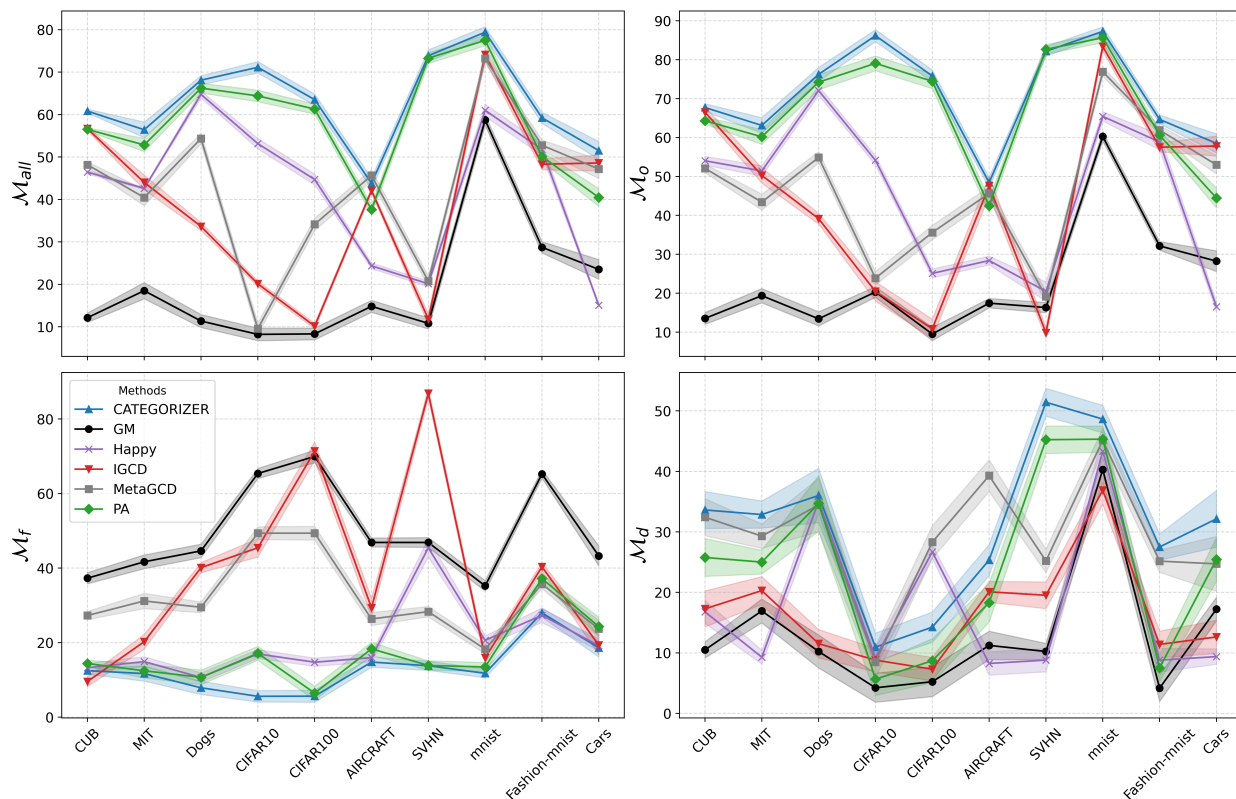 80
70
60
50
40
30
20
10
M_all
90
80
70
60
50
40
30
20
10
M_o
80
60
40
20
0
M_f
Methods
CATEGORIZER
GM
Happy
IGCD
MetaGCD
PA
50
40
30
20
10
0
M_d
CUB
MIT
Dogs
CIFAR10
CIFAR100
AIRCRAFT
SVHN
mnist
Fashion-mnist
Cars
CUB
MIT
Dogs
CIFAR10
CIFAR100
AIRCRAFT
SVHN
mnist
Fashion-mnist
Cars